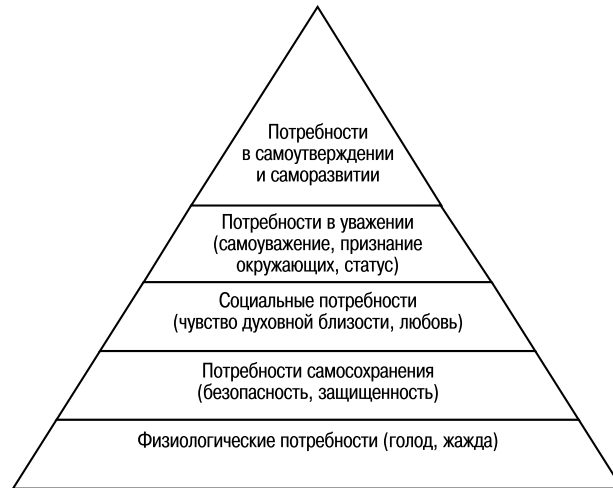 Потребности
в самоутверждении
и саморазвитии
Потребности в уважении
(самоуважение, признание
окружающих, статус)
Социальные потребности
(чувство духовной близости, любовь)
Потребности самосохранения
(безопасность, защищенность)
Физиологические потребности (голод, жажда)